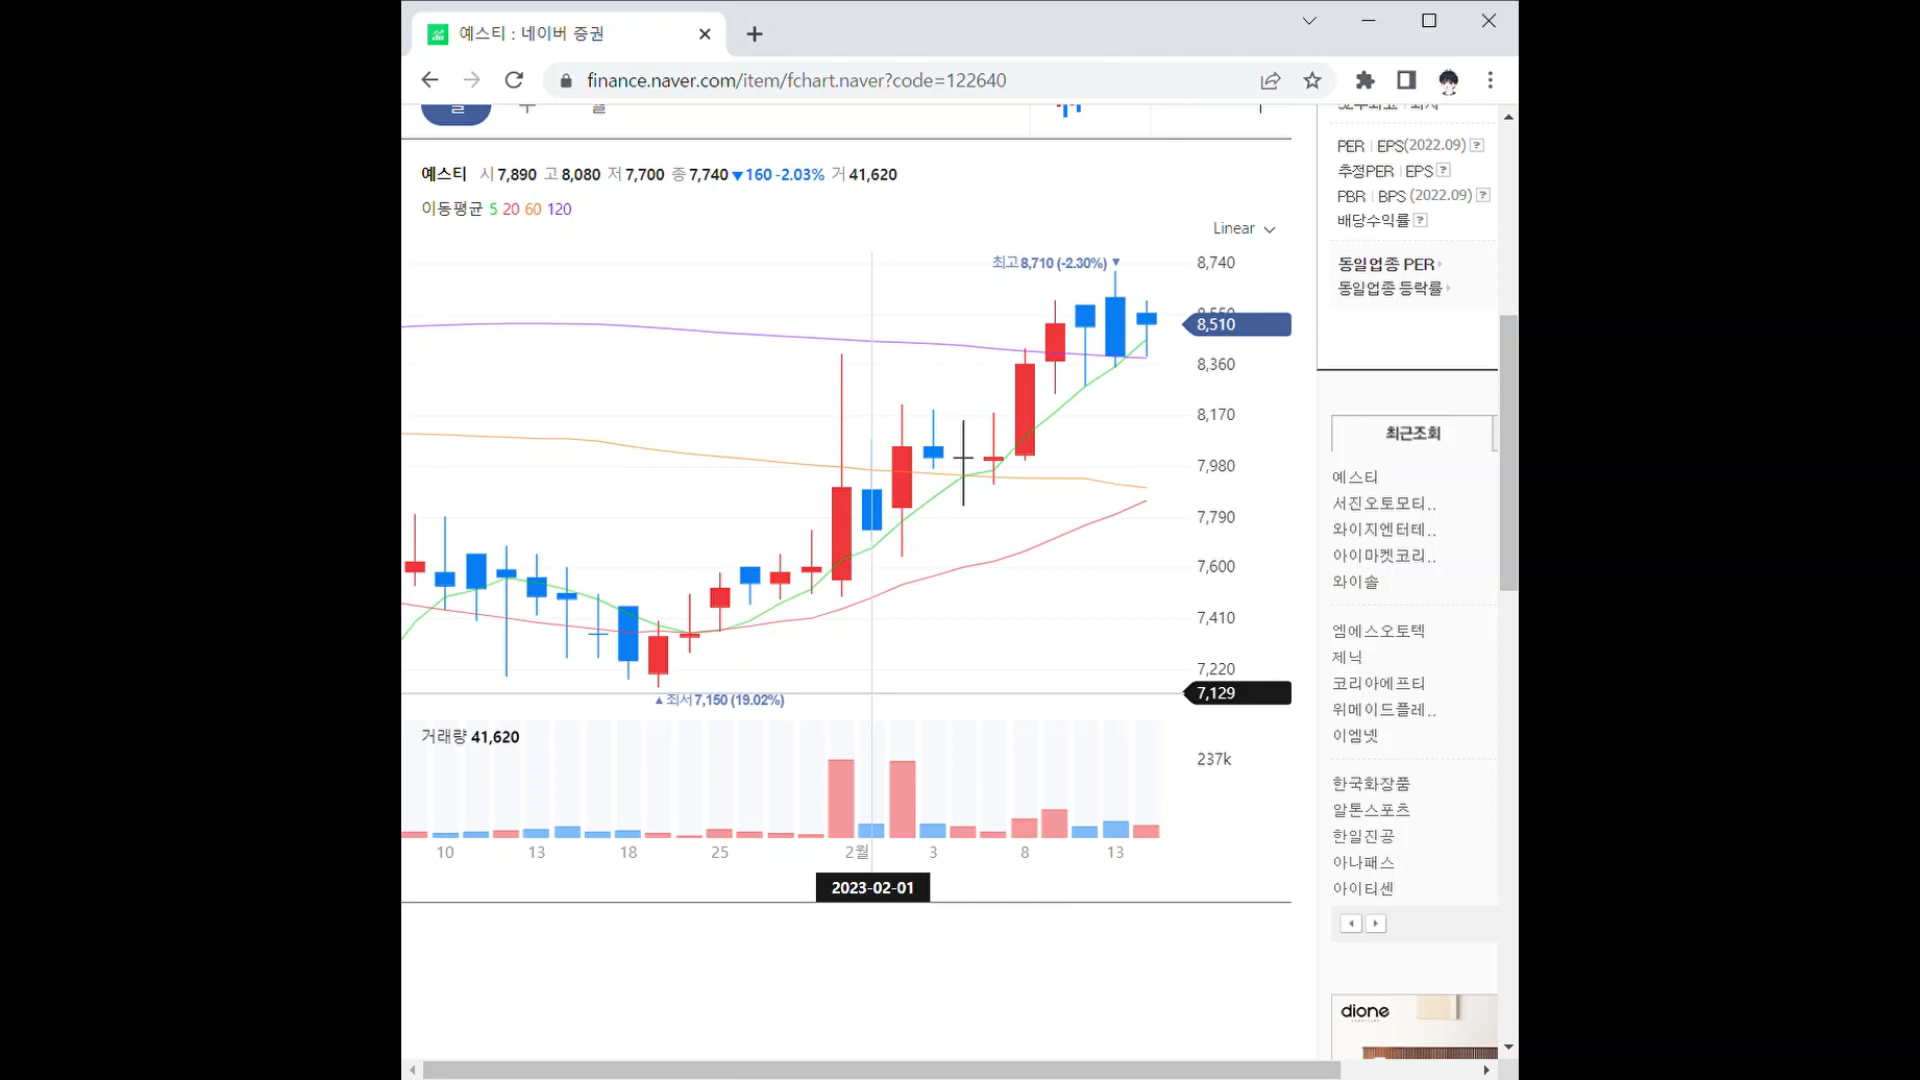 예스티 : 네이버 증권
finance.naver.com/item/fchart.naver?code=122640
예스티 시 7,890 고 8,080 저 7,700 종 7,740 ▼160 -2.03% 거 41,620
이동평균 5 20 60 120
Linear
최고 8,710 (-2.30%) ▼
8,740
8,510
8,360
8,170
7,980
7,790
7,600
7,410
7,220
7,129
▲ 최저 7,150 (19.02%)
거래량 41,620
237k
10 13 18 25 2월 3 8 13
2023-02-01
PER | EPS(2022.09) ?
추정PER | EPS ?
PBR | BPS (2022.09) ?
배당수익률 ?
동일업종 PER
동일업종 등락률
최근조회
예스티
서진오토모티..
와이지엔터테..
아이마켓코리..
와이솔
엠에스오토텍
제닉
코리아에프티
위메이드플레..
이엠넷
한국화장품
알톤스포츠
한일진공
아나패스
아이티센
dione